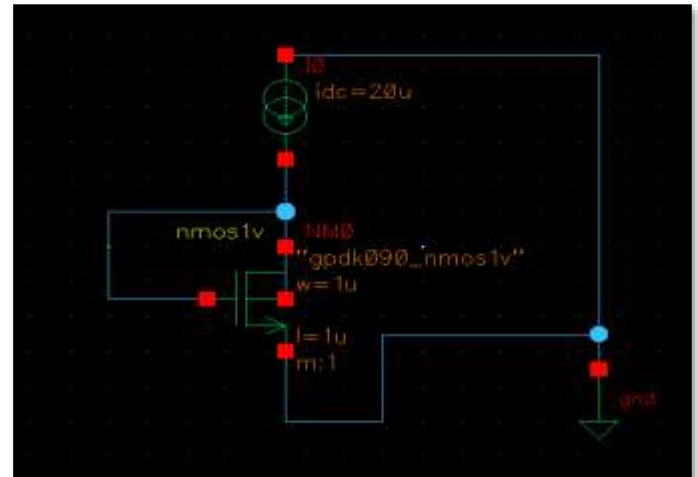 I0
idc=20u
nmos1v
NM0
"gpdk090_nmos1v"
w=1u
l=1u
m:1
gnd